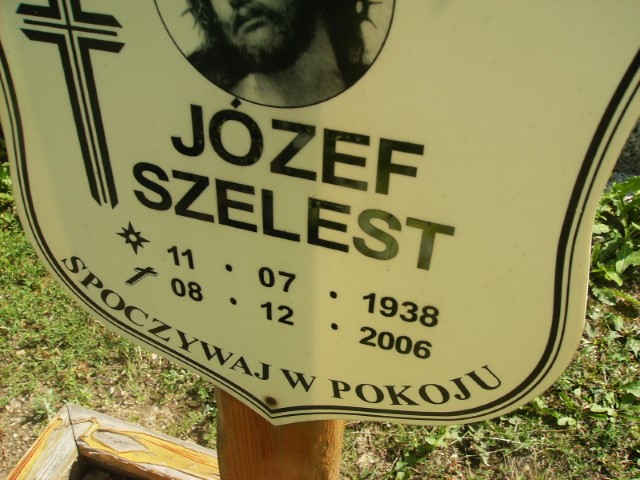 JÓZEF
SZELEST
11 • 07 • 1938
08 • 12 • 2006
SPOCZYWAJ W POKOJU